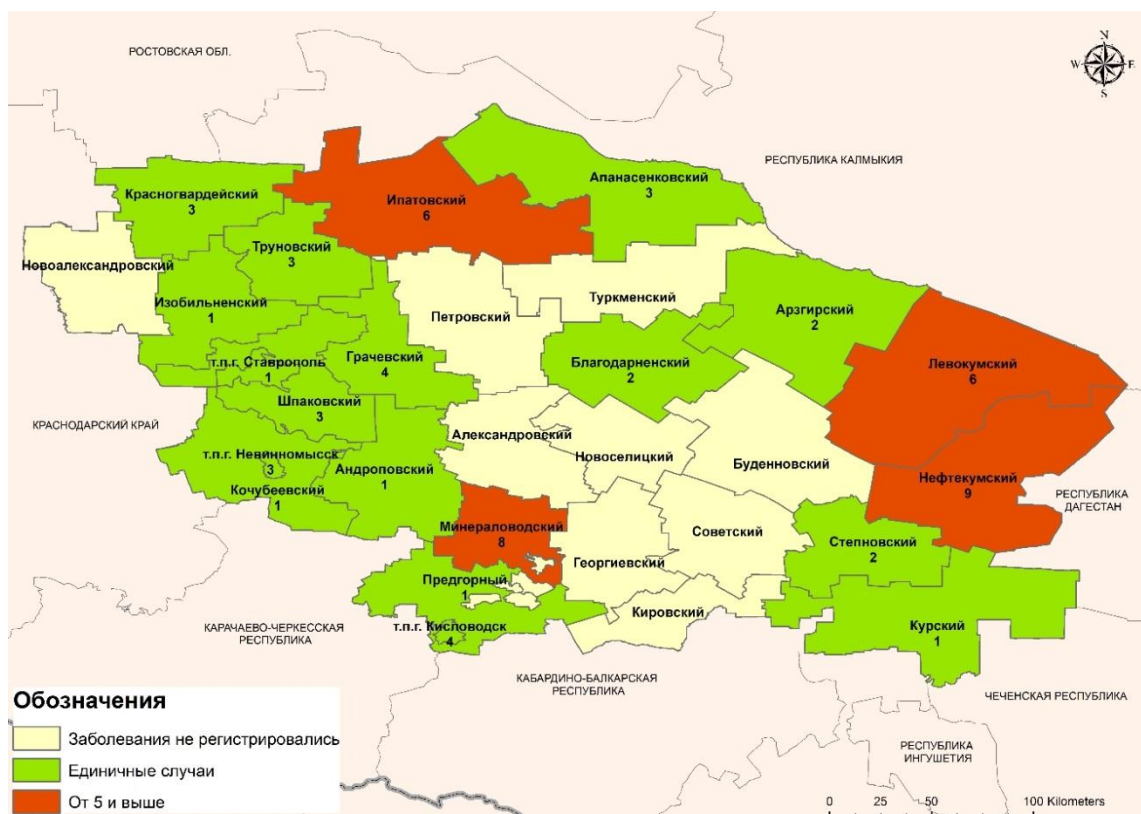 РОСТОВСКАЯ ОБЛ.
N
W E
S
РЕСПУБЛИКА КАЛМЫКИЯ
Апанасенковский
3
Красногвардейский
3
Ипатовский
6
Труновский
3
Новоалександровский
Туркменский
Изобильненский
1
Петровский
Арзгирский
2
т.п.г. Ставрополь
1
Грачевский
4
Благодарненский
2
Левокумский
6
Шпаковский
3
КРАСНОДАРСКИЙ КРАЙ
Александровский
Новоселицкий
Буденновский
т.п.г. Невинномысск
3
Андроповский
1
Кочубеевский
1
Нефтекумский
9
РЕСПУБЛИКА
ДАГЕСТАН
Минераловодский
8
Советский
Степновский
2
Георгиевский
Предгорный
1
Кировский
т.п.г. Кисловодск
4
Курский
1
КАРАЧАЕВО-ЧЕРКЕССКАЯ
РЕСПУБЛИКА
КАБАРДИНО-БАЛКАРСКАЯ
РЕСПУБЛИКА
ЧЕЧЕНСКАЯ РЕСПУБЛИКА
РЕСПУБЛИКА
ИНГУШЕТИЯ
Обозначения
Заболевания не регистрировались
Единичные случаи
От 5 и выше
0 25 50 100 Kilometers